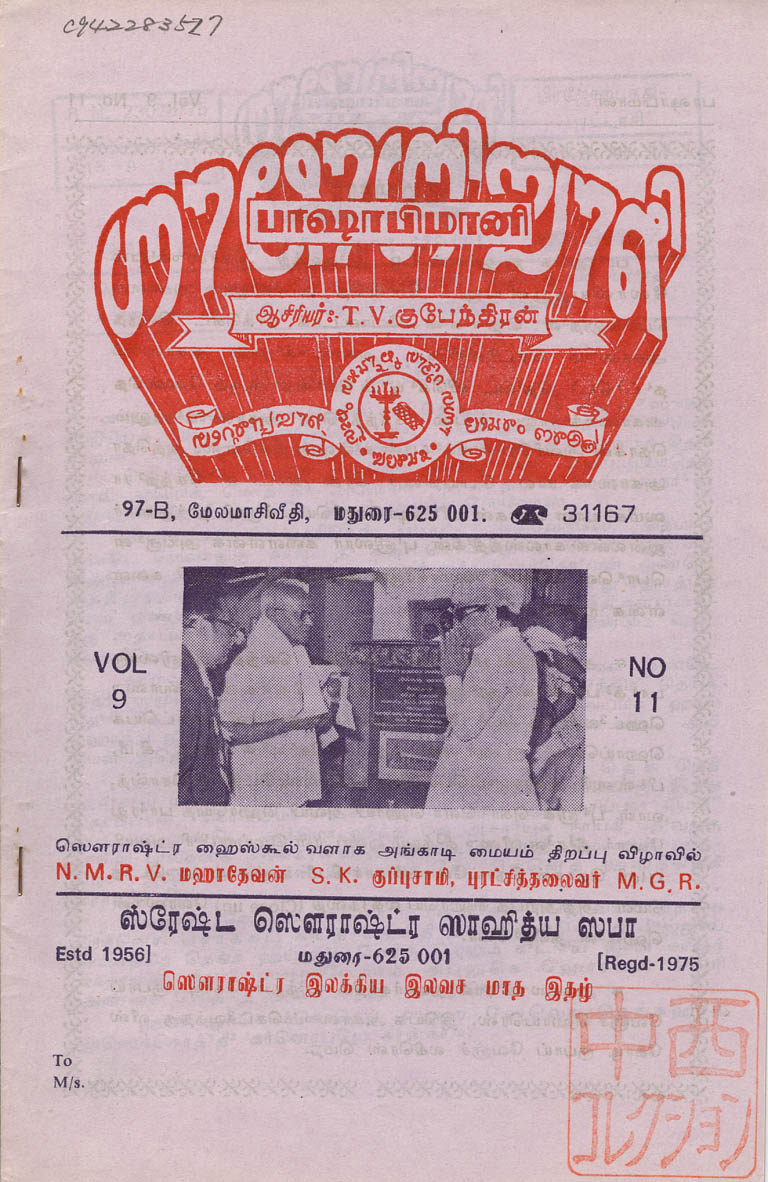 C942283517
பாஷாபிமானி
ஆசிரியர்:- T.V.குபேந்திரன்
97-B, மேலமாசிவீதி, மதுரை-625 001. ☎ 31167
VOL
9
NO
11
ஸௌராஷ்ட்ர ஹைஸ்கூல் வளாக அங்காடி மையம் திறப்பு விழாவில்
N.M.R.V. மஹாதேவன் S.K. குப்புசாமி, புரட்சித்தலைவர் M.G.R.
ஸ்ரேஷ்ட ஸௌராஷ்ட்ர ஸாஹித்ய ஸபா
Estd 1956] மதுரை-625 001 [Regd-1975
ஸௌராஷ்ட்ர இலக்கிய இலவச மாத இதழ்
To
M/s.
中西
コレクション